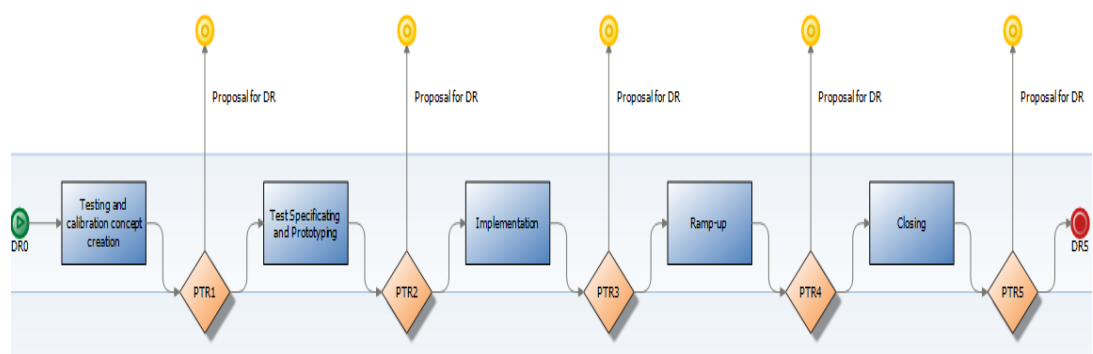 Proposal for DR
Proposal for DR
Proposal for DR
Proposal for DR
Proposal for DR
DR0
Testing and
calibration concept
creation
PTR1
Test Specificating
and Prototyping
PTR2
Implementation
PTR3
Ramp-up
PTR4
Closing
PTR5
DR5